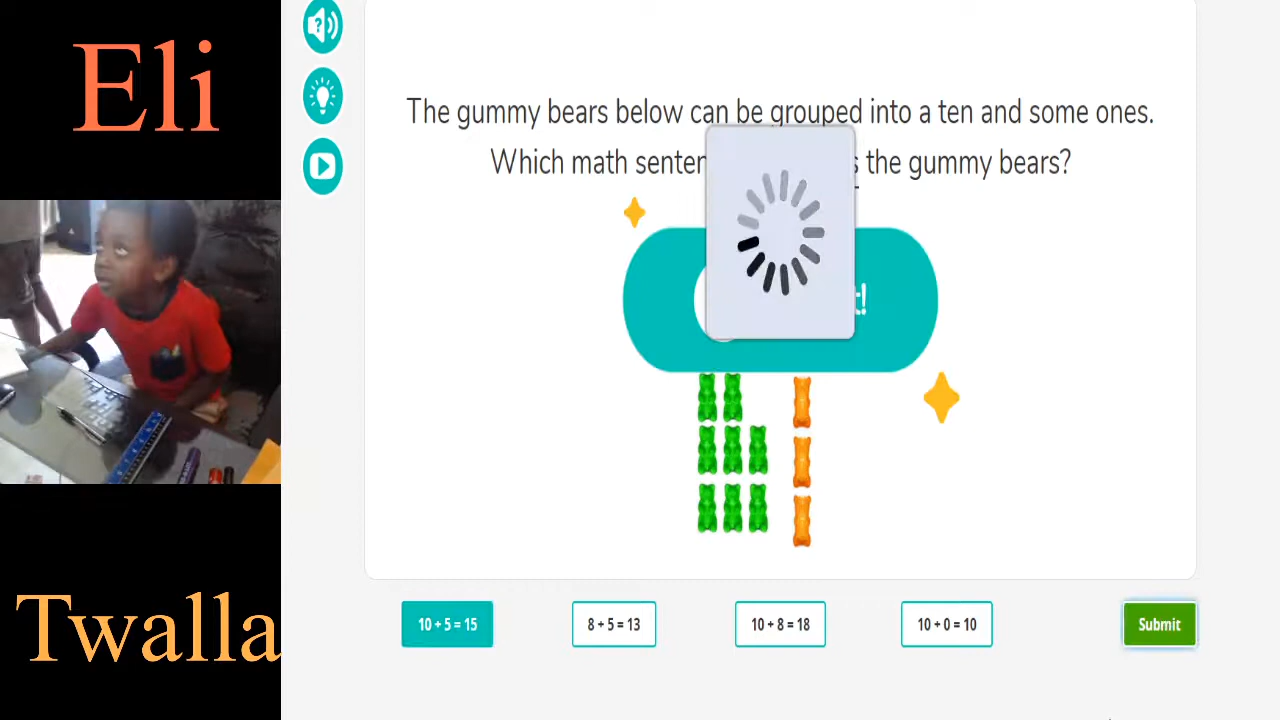 Eli
The gummy bears below can be grouped into a ten and some ones.
Which math the gummy bears?
10 + 5 = 15
8 + 5 = 13
10 + 8 = 18
10 + 0 = 10
Submit
Twalla